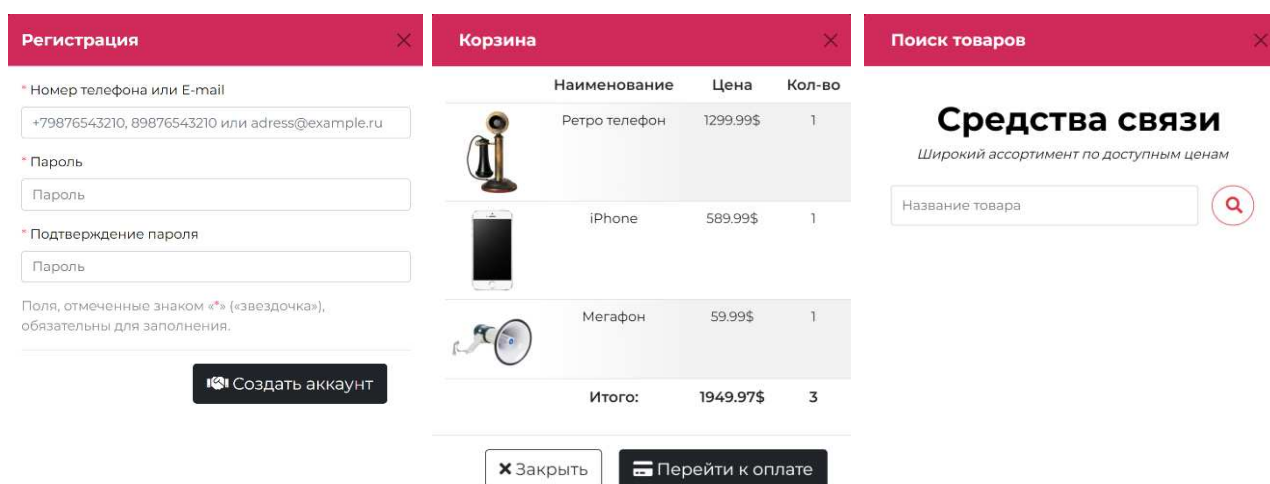 Регистрация
* Номер телефона или E-mail
+79876543210, 89876543210 или adress@example.ru
* Пароль
Пароль
* Подтверждение пароля
Пароль
Поля, отмеченные знаком «*» («звездочка»),
обязательны для заполнения.
Создать аккаунт
Корзина
Наименование Цена Кол-во
Ретро телефон 1299.99$ 1
iPhone 589.99$ 1
Мегафон 59.99$ 1
Итого: 1949.97$ 3
Закрыть Перейти к оплате
Поиск товаров
Средства связи
Широкий ассортимент по доступным ценам
Название товара